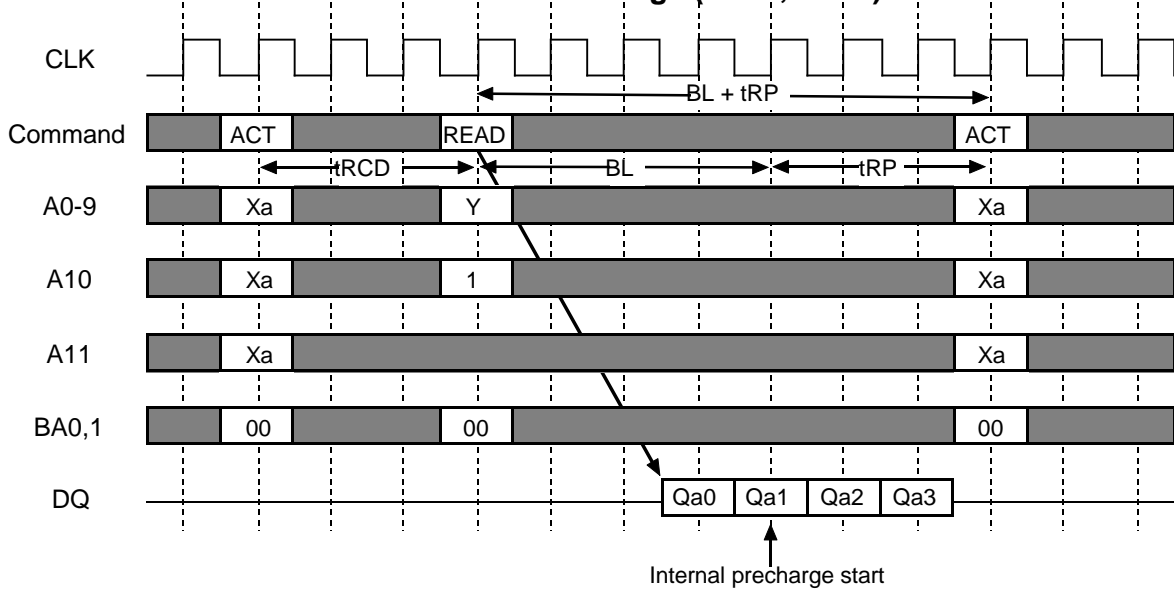 CLK
BL + tRP
Command ACT READ ACT
tRCD BL tRP
A0-9 Xa Y Xa
A10 Xa 1 Xa
A11 Xa Xa
BA0,1 00 00 00
DQ Qa0 Qa1 Qa2 Qa3
Internal precharge start